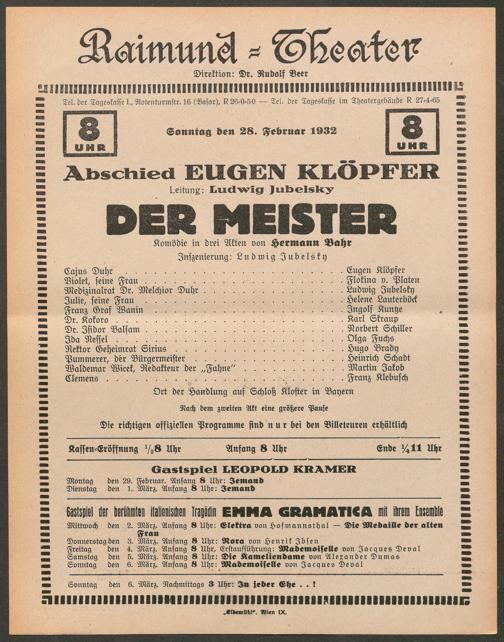 Raimund-Theater
Direktion: Dr. Rudolf Beer
Tel. der Tageskasse I., Rotenturmstr. 16 (Basar), R 26-0-50 — Tel. der Tageskasse im Theatergebäude R 27-4-65
8 UHR
Sonntag den 28. Februar 1932
8 UHR
Abschied EUGEN KLÖPFER
Leitung: Ludwig Jubelsky
DER MEISTER
Komödie in drei Akten von Hermann Bahr
Inszenierung: Ludwig Jubelsky
Cajus Duhr . . . Eugen Klöpfer
Violet, seine Frau . . . Flokina v. Platen
Medizinalrat Dr. Melchior Duhr . . . Ludwig Jubelsky
Julie, seine Frau . . . Helene Lauterböck
Franz Graf Wanin . . . Ingolf Kuntze
Dr. Kokoro . . . Karl Skraup
Dr. Isidor Balsam . . . Norbert Schiller
Ida Nessel . . . Olga Fuchs
Rektor Geheimrat Sirius . . . Hugo Brady
Pummerer, der Bürgermeister . . . Heinrich Schadt
Waldemar Wicek, Redakteur der „Fahne“ . . . Martin Jakob
Clemens . . . Franz Klebusch
Ort der Handlung auf Schloß Kloster in Bayern
Nach dem zweiten Akt eine größere Pause
Die richtigen offiziellen Programme sind nur bei den Billeteuren erhältlich
Kassen-Eröffnung ½8 Uhr Anfang 8 Uhr Ende ¼11 Uhr
Gastspiel LEOPOLD KRAMER
Montag den 29. Februar. Anfang 8 Uhr: Jemand
Dienstag den 1. März. Anfang 8 Uhr: Jemand
Gastspiel der berühmten italienischen Tragödin EMMA GRAMATICA mit ihrem Ensemble
Mittwoch den 2. März, Anfang 8 Uhr: Elektra von Hofmannsthal — Die Medaille der alten
Frau
Donnerstag den 3. März, Anfang 8 Uhr: Nora von Henrik Ibsen
Freitag den 4. März, Anfang 8 Uhr, Erstaufführung: Mademoiselle von Jacques Deval
Samstag den 5. März, Anfang 8 Uhr: Die Kameliendame von Alexander Dumas
Sonntag den 6. März, Anfang 8 Uhr: Mademoiselle von Jacques Deval
Sonntag den 6. März, Nachmittags 3 Uhr: In jeder Ehe . . !
„Elbemühl“, Wien IX.